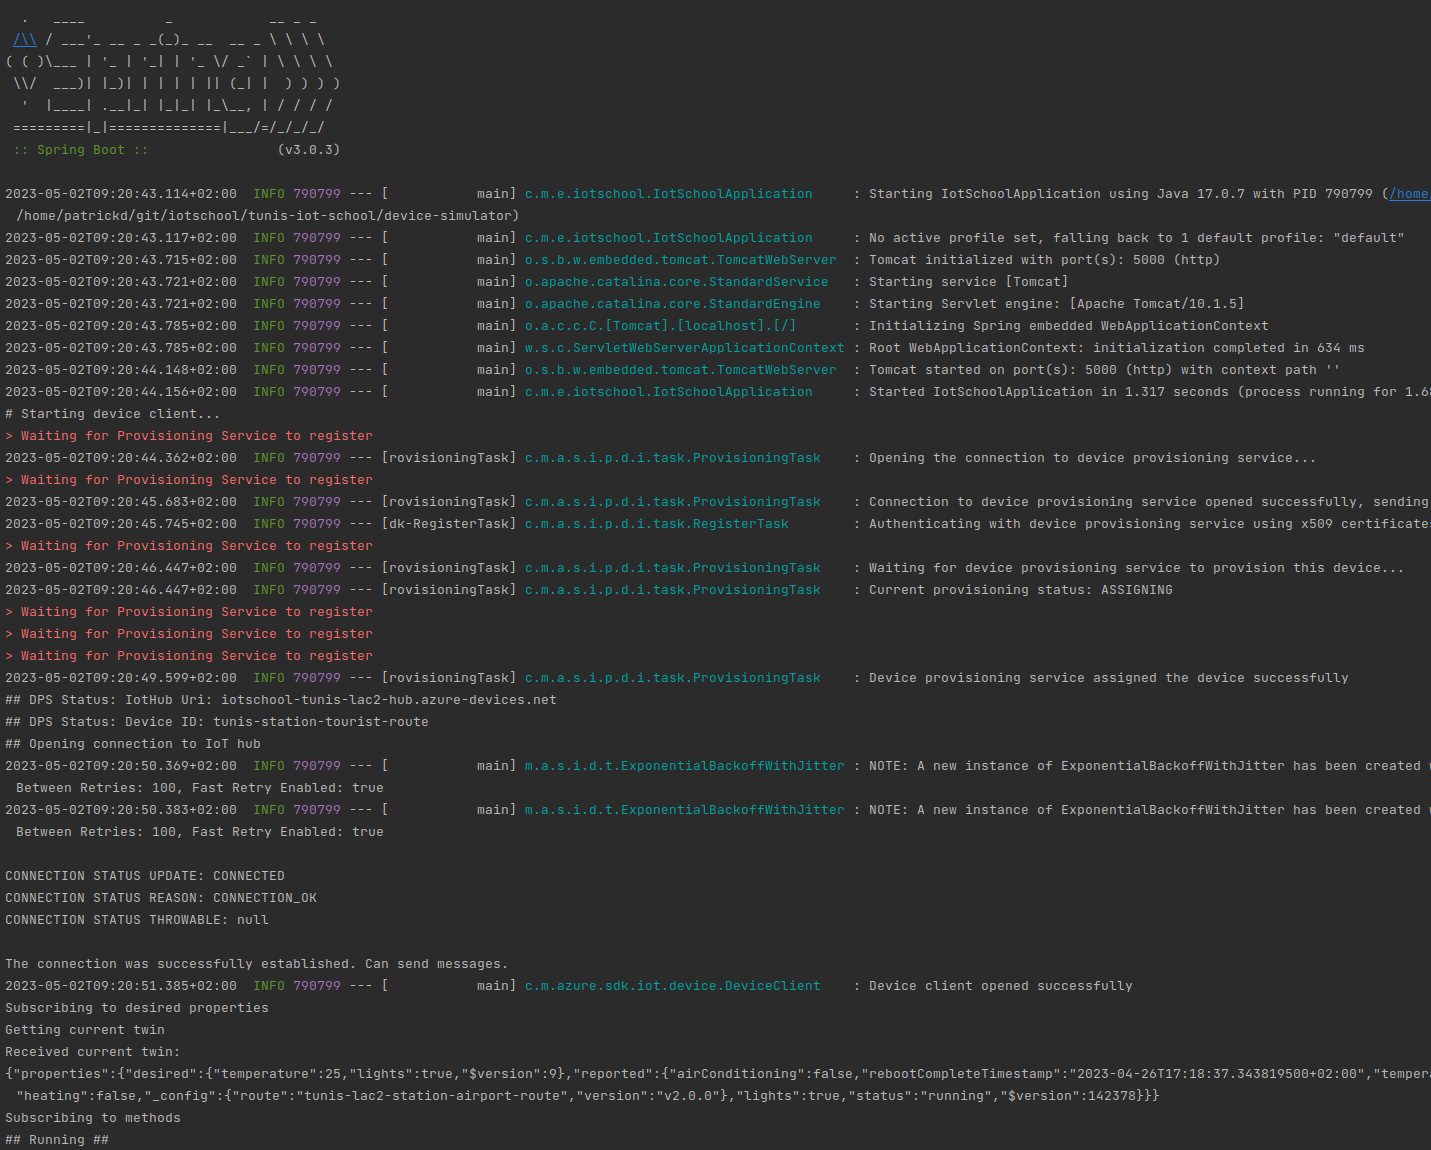 .   ____          _            __ _ _
 /\\ / ___'_ __ _ _(_)_ __  __ _ \ \ \ \
( ( )\___ | '_ | '_| | '_ \/ _` | \ \ \ \
 \\/  ___)| |_)| | | | | || (_| |  ) ) ) )
  '  |____| .__|_| |_|_| |_\__, | / / / /
 =========|_|==============|___/=/_/_/_/
 :: Spring Boot ::                (v3.0.3)
2023-05-02T09:20:43.114+02:00  INFO 790799 --- [           main] c.m.e.iotschool.IotSchoolApplication     : Starting IotSchoolApplication using Java 17.0.7 with PID 790799 (/home
/home/patrickd/git/iotschool/tunis-iot-school/device-simulator)
2023-05-02T09:20:43.117+02:00  INFO 790799 --- [           main] c.m.e.iotschool.IotSchoolApplication     : No active profile set, falling back to 1 default profile: "default"
2023-05-02T09:20:43.715+02:00  INFO 790799 --- [           main] o.s.b.w.embedded.tomcat.TomcatWebServer  : Tomcat initialized with port(s): 5000 (http)
2023-05-02T09:20:43.721+02:00  INFO 790799 --- [           main] o.apache.catalina.core.StandardService   : Starting service [Tomcat]
2023-05-02T09:20:43.721+02:00  INFO 790799 --- [           main] o.apache.catalina.core.StandardEngine    : Starting Servlet engine: [Apache Tomcat/10.1.5]
2023-05-02T09:20:43.785+02:00  INFO 790799 --- [           main] o.a.c.c.C.[Tomcat].[localhost].[/]       : Initializing Spring embedded WebApplicationContext
2023-05-02T09:20:43.785+02:00  INFO 790799 --- [           main] w.s.c.ServletWebServerApplicationContext : Root WebApplicationContext: initialization completed in 634 ms
2023-05-02T09:20:44.148+02:00  INFO 790799 --- [           main] o.s.b.w.embedded.tomcat.TomcatWebServer  : Tomcat started on port(s): 5000 (http) with context path ''
2023-05-02T09:20:44.156+02:00  INFO 790799 --- [           main] c.m.e.iotschool.IotSchoolApplication     : Started IotSchoolApplication in 1.317 seconds (process running for 1.6
# Starting device client...
> Waiting for Provisioning Service to register
2023-05-02T09:20:44.362+02:00  INFO 790799 --- [rovisioningTask] c.m.a.s.i.p.d.i.task.ProvisioningTask    : Opening the connection to device provisioning service...
> Waiting for Provisioning Service to register
2023-05-02T09:20:45.683+02:00  INFO 790799 --- [rovisioningTask] c.m.a.s.i.p.d.i.task.ProvisioningTask    : Connection to device provisioning service opened successfully, sending
2023-05-02T09:20:45.745+02:00  INFO 790799 --- [dk-RegisterTask] c.m.a.s.i.p.d.i.task.RegisterTask        : Authenticating with device provisioning service using x509 certificates
> Waiting for Provisioning Service to register
2023-05-02T09:20:46.447+02:00  INFO 790799 --- [rovisioningTask] c.m.a.s.i.p.d.i.task.ProvisioningTask    : Waiting for device provisioning service to provision this device...
2023-05-02T09:20:46.447+02:00  INFO 790799 --- [rovisioningTask] c.m.a.s.i.p.d.i.task.ProvisioningTask    : Current provisioning status: ASSIGNING
> Waiting for Provisioning Service to register
> Waiting for Provisioning Service to register
> Waiting for Provisioning Service to register
2023-05-02T09:20:49.599+02:00  INFO 790799 --- [rovisioningTask] c.m.a.s.i.p.d.i.task.ProvisioningTask    : Device provisioning service assigned the device successfully
## DPS Status: IotHub Uri: iotschool-tunis-lac2-hub.azure-devices.net
## DPS Status: Device ID: tunis-station-tourist-route
## Opening connection to IoT hub
2023-05-02T09:20:50.369+02:00  INFO 790799 --- [           main] m.a.s.i.d.t.ExponentialBackoffWithJitter : NOTE: A new instance of ExponentialBackoffWithJitter has been created
Between Retries: 100, Fast Retry Enabled: true
2023-05-02T09:20:50.383+02:00  INFO 790799 --- [           main] m.a.s.i.d.t.ExponentialBackoffWithJitter : NOTE: A new instance of ExponentialBackoffWithJitter has been created
Between Retries: 100, Fast Retry Enabled: true
CONNECTION STATUS UPDATE: CONNECTED
CONNECTION STATUS REASON: CONNECTION_OK
CONNECTION STATUS THROWABLE: null
The connection was successfully established. Can send messages.
2023-05-02T09:20:51.385+02:00  INFO 790799 --- [           main] c.m.azure.sdk.iot.device.DeviceClient    : Device client opened successfully
Subscribing to desired properties
Getting current twin
Received current twin:
{"properties":{"desired":{"temperature":25,"lights":true,"$version":9},"reported":{"airConditioning":false,"rebootCompleteTimestamp":"2023-04-26T17:18:37.343819500+02:00","tempera
"heating":false,"_config":{"route":"tunis-lac2-station-airport-route","version":"v2.0.0"},"lights":true,"status":"running","$version":142378}}}
Subscribing to methods
## Running ##